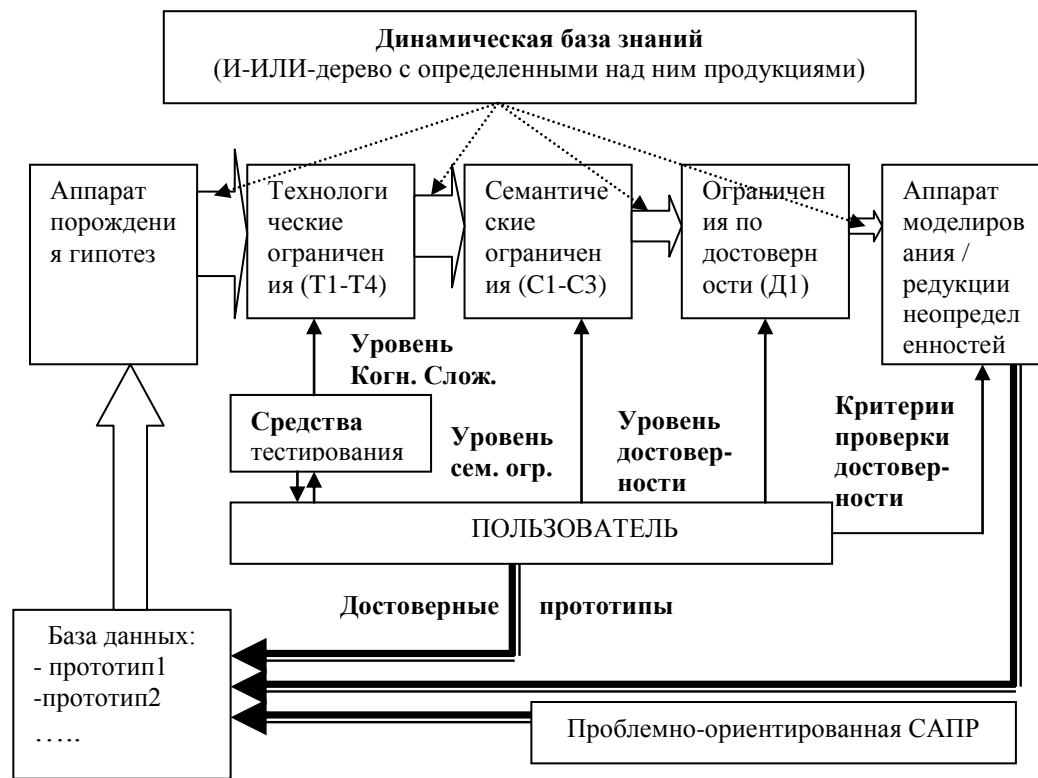 Динамическая база знаний
(И-ИЛИ-дерево с определенными над ним продукциями)
Аппарат
порождени
я гипотез
Технологи
ческие
ограничен
ия (Т1-Т4)
Семантиче
ские
ограничен
ия (С1-С3)
Ограничен
ия по
достоверн
ости (Д1)
Аппарат
моделиров
ания /
редукции
неопредел
енностей
Уровень
Когн. Слож.
Средства
тестирования
Уровень
сем. огр.
Уровень
достовер-
ности
Критерии
проверки
достовер-
ности
ПОЛЬЗОВАТЕЛЬ
Достоверные прототипы
База данных:
- прототип1
-прототип2
…..
Проблемно-ориентированная САПР